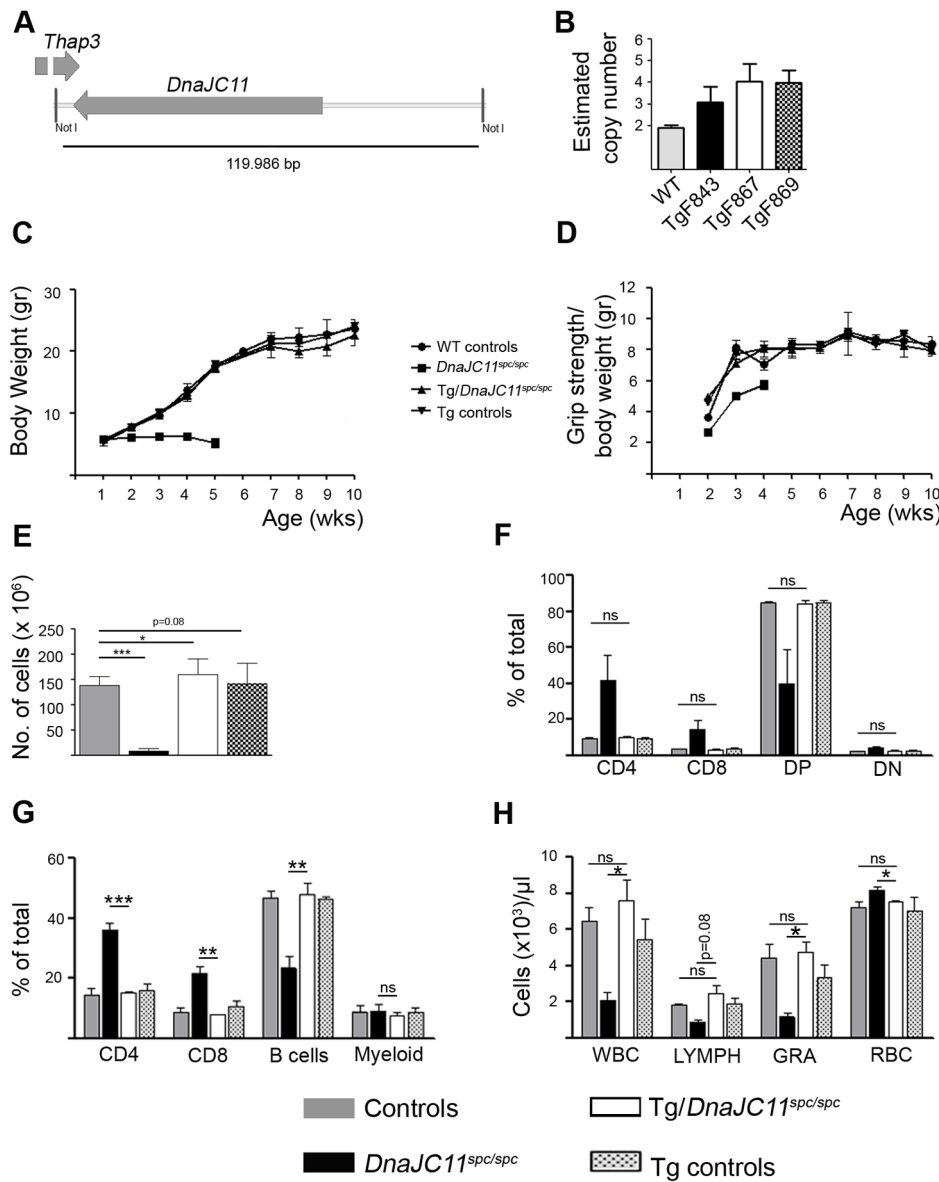 A
Thap3
DnaJC11
Not I
Not I
119.986 bp
B
Estimated
copy number
6
5
4
3
2
WT
TgF843
TgF867
TgF869
C
Body Weight (gr)
30
20
10
1 2 3 4 5 6 7 8 9 10
Age (wks)
WT controls
DnaJC11spc/spc
Tg/DnaJC11spc/spc
Tg controls
D
Grip strength/
body weight (gr)
12
10
8
6
4
2
1 2 3 4 5 6 7 8 9 10
Age (wks)
E
No. of cells (x 10⁶)
250
200
150
100
50
p=0.08
*
***
F
% of total
100
80
60
40
20
ns
ns
ns
ns
CD4 CD8 DP DN
G
% of total
60
40
20
***
**
**
ns
CD4 CD8 B cells Myeloid
H
Cells (x10³)/µl
10
8
6
4
2
ns
*
ns
p=0.08
ns
*
ns
*
WBC LYMPH GRA RBC
Controls
Tg/DnaJC11spc/spc
DnaJC11spc/spc
Tg controls